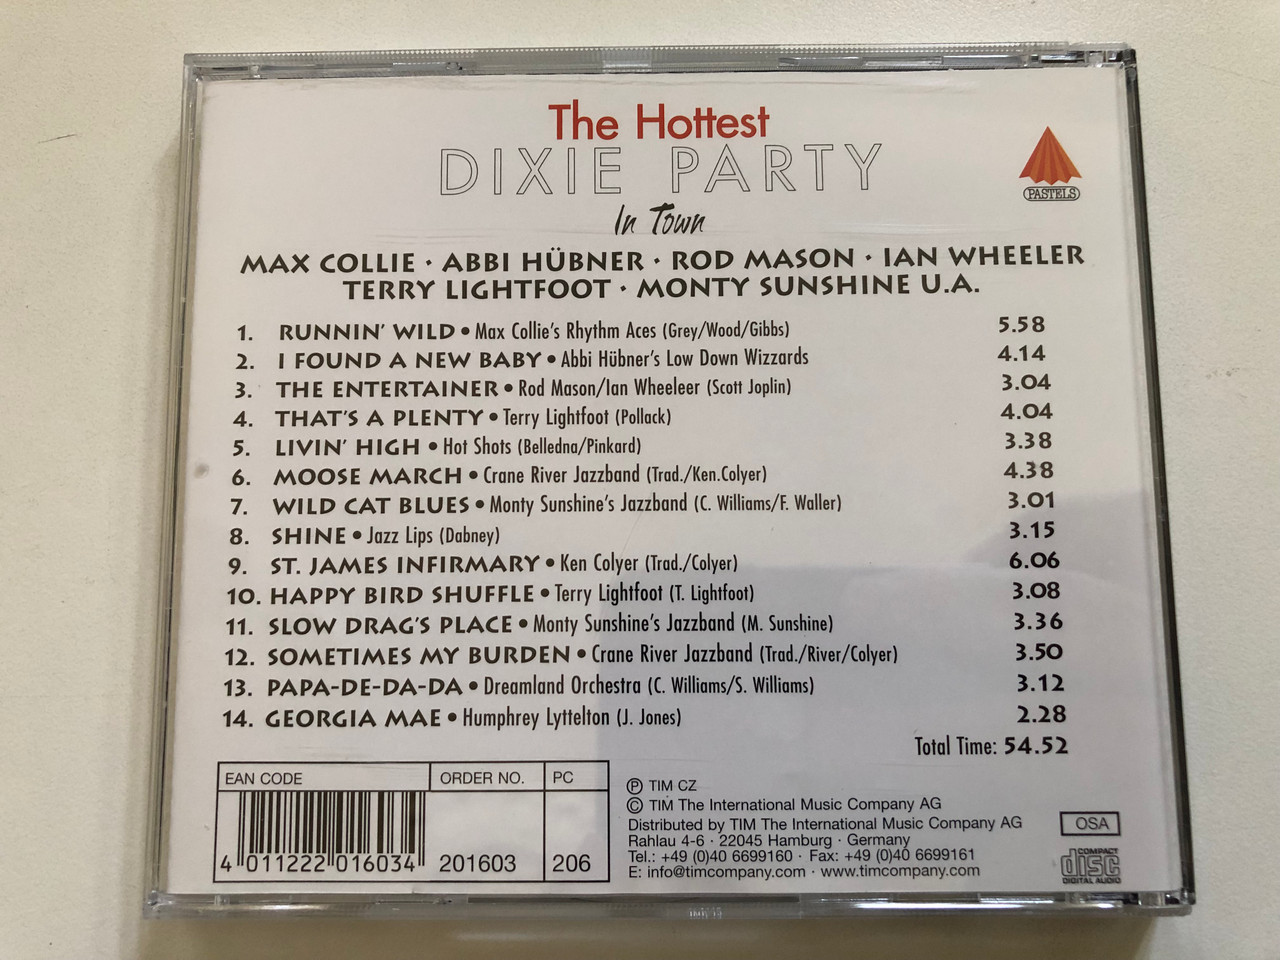 The Hottest
DIXIE PARTY
In Town
PASTELS
MAX COLLIE · ABBI HÜBNER · ROD MASON · IAN WHEELER
TERRY LIGHTFOOT · MONTY SUNSHINE U.A.
1. RUNNIN' WILD • Max Collie's Rhythm Aces (Grey/Wood/Gibbs) 5.58
2. I FOUND A NEW BABY • Abbi Hübner's Low Down Wizzards 4.14
3. THE ENTERTAINER • Rod Mason/Ian Wheeleer (Scott Joplin) 3.04
4. THAT'S A PLENTY • Terry Lightfoot (Pollack) 4.04
5. LIVIN' HIGH • Hot Shots (Belledna/Pinkard) 3.38
6. MOOSE MARCH • Crane River Jazzband (Trad./Ken.Colyer) 4.38
7. WILD CAT BLUES • Monty Sunshine's Jazzband (C. Williams/F. Waller) 3.01
8. SHINE • Jazz Lips (Dabney) 3.15
9. ST. JAMES INFIRMARY • Ken Colyer (Trad./Colyer) 6.06
10. HAPPY BIRD SHUFFLE • Terry Lightfoot (T. Lightfoot) 3.08
11. SLOW DRAG'S PLACE • Monty Sunshine's Jazzband (M. Sunshine) 3.36
12. SOMETIMES MY BURDEN • Crane River Jazzband (Trad./River/Colyer) 3.50
13. PAPA-DE-DA-DA • Dreamland Orchestra (C. Williams/S. Williams) 3.12
14. GEORGIA MAE • Humphrey Lyttelton (J. Jones) 2.28
Total Time: 54.52
EAN CODE ORDER NO. PC
4 011222 016034 201603 206
Ⓟ TIM CZ
© TIM The International Music Company AG
Distributed by TIM The International Music Company AG
Rahlau 4-6 · 22045 Hamburg · Germany
Tel.: +49 (0)40 6699160 · Fax: +49 (0)40 6699161
E: info@timcompany.com · www.timcompany.com
OSA
COMPACT
disc
DIGITAL AUDIO